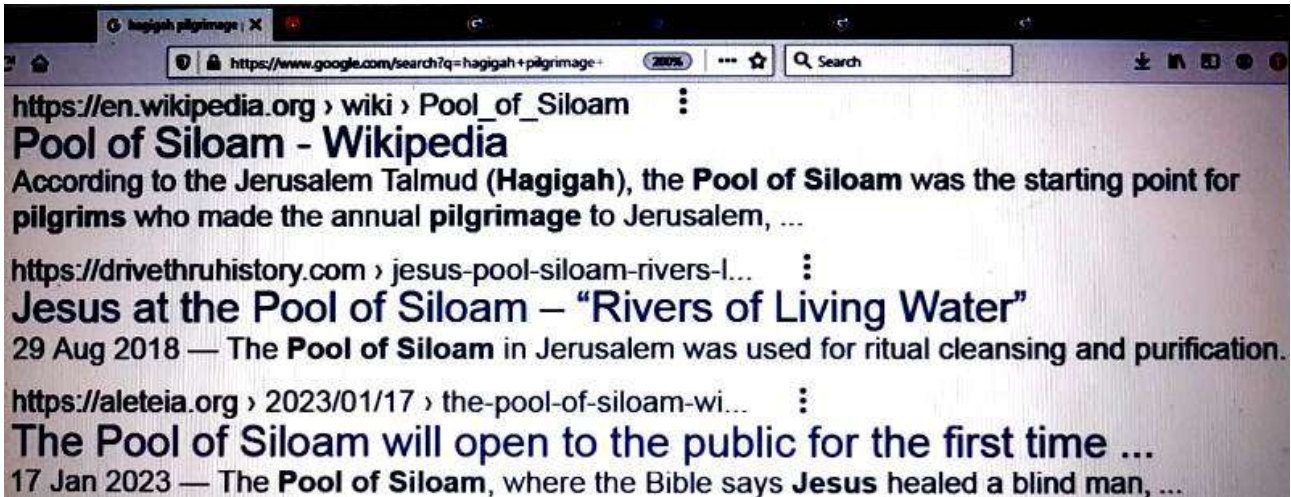 hagigah pilgrimage
https://www.google.com/search?q=hagigah+pilgrimage+ 200% Search
https://en.wikipedia.org › wiki › Pool_of_Siloam
Pool of Siloam - Wikipedia
According to the Jerusalem Talmud (Hagigah), the Pool of Siloam was the starting point for
pilgrims who made the annual pilgrimage to Jerusalem, ...
https://drivethruhistory.com › jesus-pool-siloam-rivers-l...
Jesus at the Pool of Siloam – “Rivers of Living Water”
29 Aug 2018 — The Pool of Siloam in Jerusalem was used for ritual cleansing and purification.
https://aleteia.org › 2023/01/17 › the-pool-of-siloam-wi...
The Pool of Siloam will open to the public for the first time ...
17 Jan 2023 — The Pool of Siloam, where the Bible says Jesus healed a blind man, ...